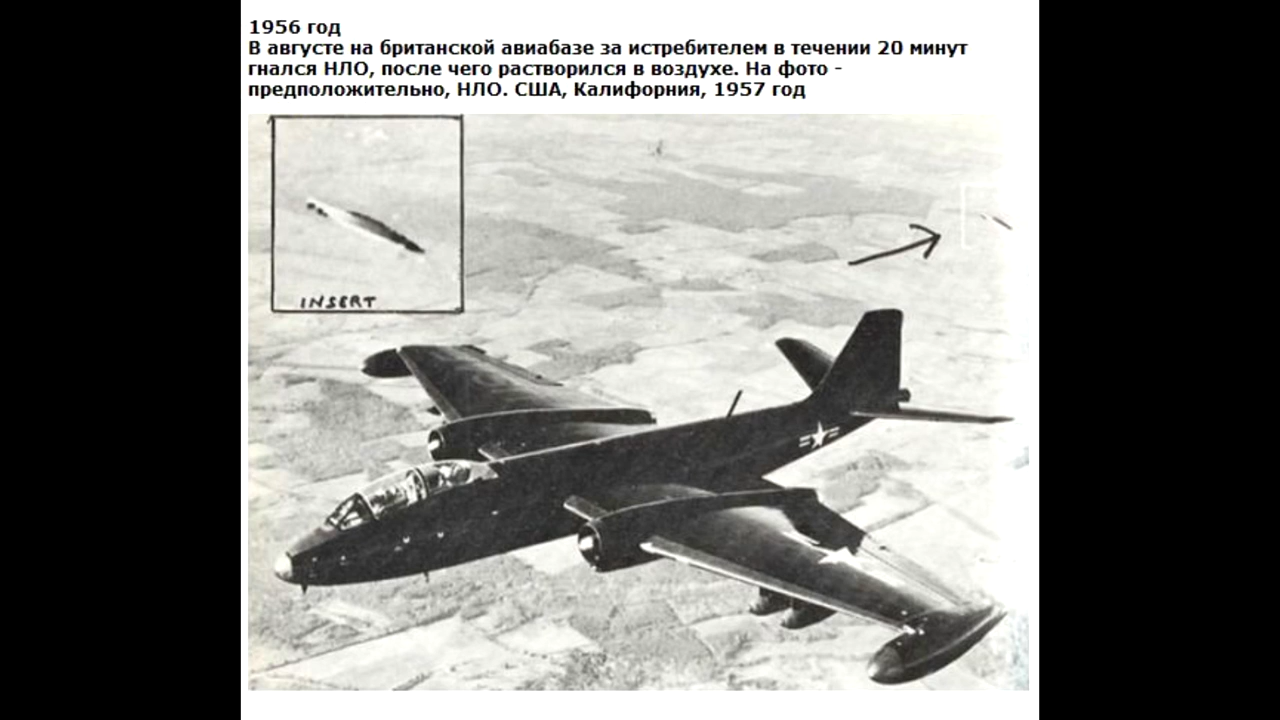 1956 год
В августе на британской авиабазе за истребителем в течении 20 минут
гнался НЛО, после чего растворился в воздухе. На фото -
предположительно, НЛО. США, Калифорния, 1957 год
INSERT